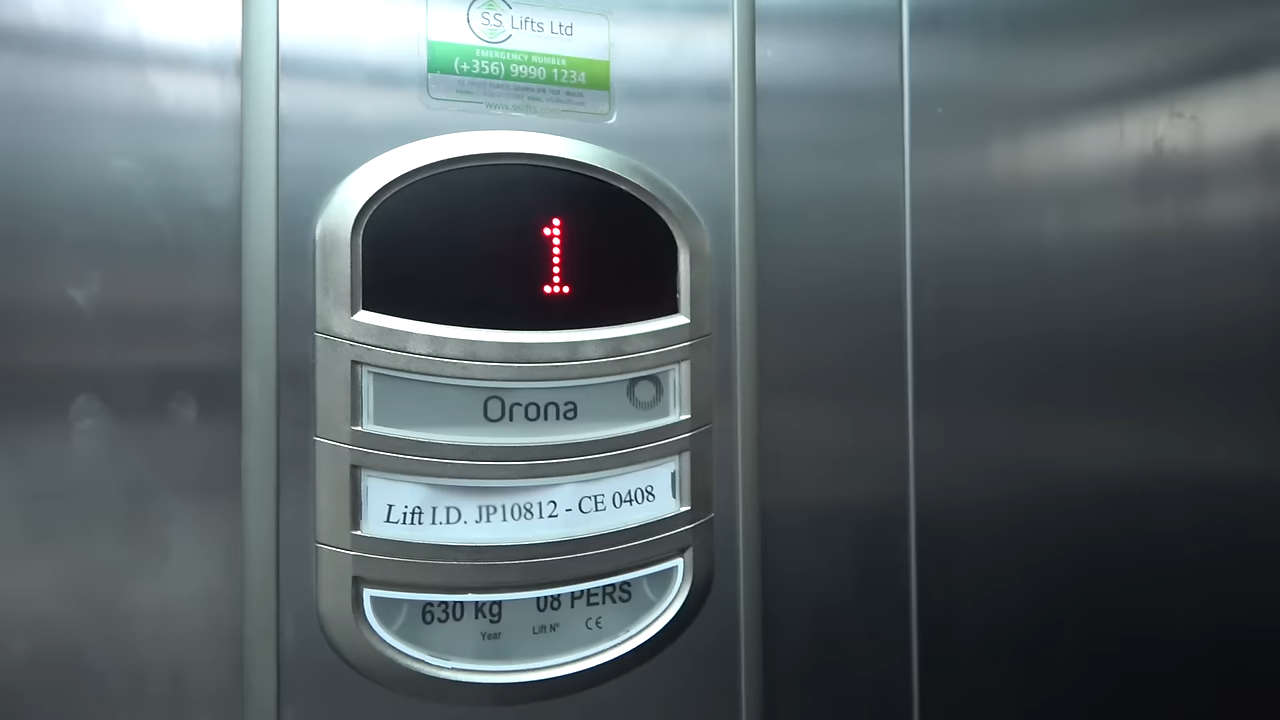 S.S. Lifts Ltd
EMERGENCY NUMBER
(+356) 9990 1234
1
Orona
Lift I.D. JP10812 - CE 0408
630 kg 08 PERS
Year Lift Nº CE